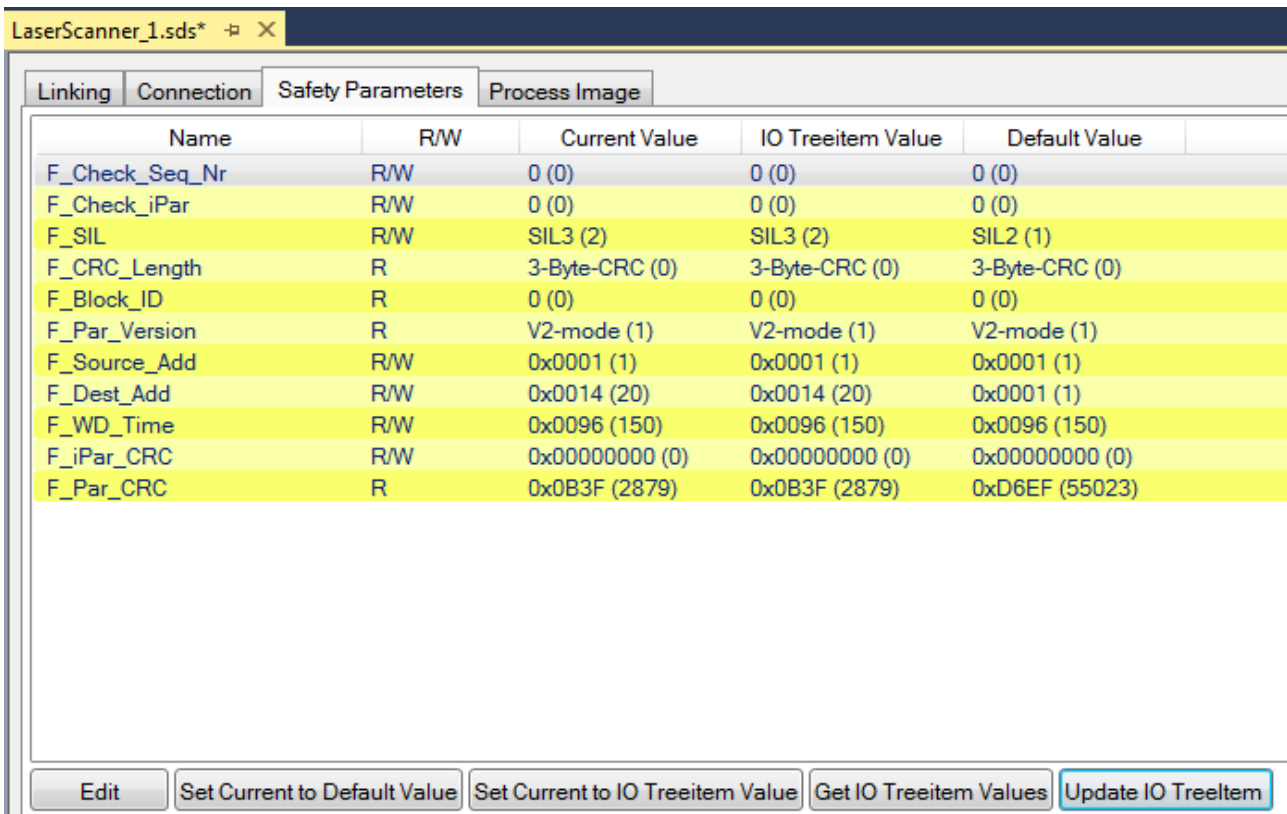 LaserScanner_1.sds*
Linking Connection Safety Parameters Process Image
Name R/W Current Value IO Treeitem Value Default Value
F_Check_Seq_Nr R/W 0 (0) 0 (0) 0 (0)
F_Check_iPar R/W 0 (0) 0 (0) 0 (0)
F_SIL R/W SIL3 (2) SIL3 (2) SIL2 (1)
F_CRC_Length R 3-Byte-CRC (0) 3-Byte-CRC (0) 3-Byte-CRC (0)
F_Block_ID R 0 (0) 0 (0) 0 (0)
F_Par_Version R V2-mode (1) V2-mode (1) V2-mode (1)
F_Source_Add R/W 0x0001 (1) 0x0001 (1) 0x0001 (1)
F_Dest_Add R/W 0x0014 (20) 0x0014 (20) 0x0001 (1)
F_WD_Time R/W 0x0096 (150) 0x0096 (150) 0x0096 (150)
F_iPar_CRC R/W 0x00000000 (0) 0x00000000 (0) 0x00000000 (0)
F_Par_CRC R 0x0B3F (2879) 0x0B3F (2879) 0xD6EF (55023)
Edit Set Current to Default Value Set Current to IO Treeitem Value Get IO Treeitem Values Update IO TreeItem